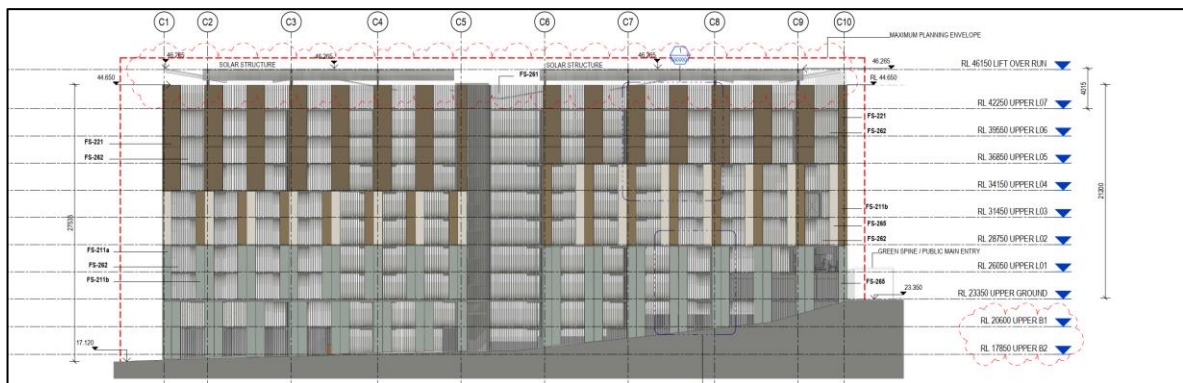 C1 C2 C3 C4 C5 C6 C7 C8 C9 C10
MAXIMUM PLANNING ENVELOPE
46.265
46.265
46.265
46.265
SOLAR STRUCTURE
SOLAR STRUCTURE
FS-261
1
RL 46150 LIFT OVER RUN
4015
44.650
RL 44.650
RL 42250 UPPER L07
FS-221
FS-262
RL 39550 UPPER L06
FS-221
FS-262
RL 36850 UPPER L05
RL 34150 UPPER L04
21200
FS-211b
RL 31450 UPPER L03
FS-265
FS-262
27535
RL 28750 UPPER L02
FS-211a
GREEN SPINE / PUBLIC MAIN ENTRY
FS-262
RL 26050 UPPER L01
FS-211b
FS-265
23.350
RL 23350 UPPER GROUND
RL 20600 UPPER B1
17.120
RL 17850 UPPER B2